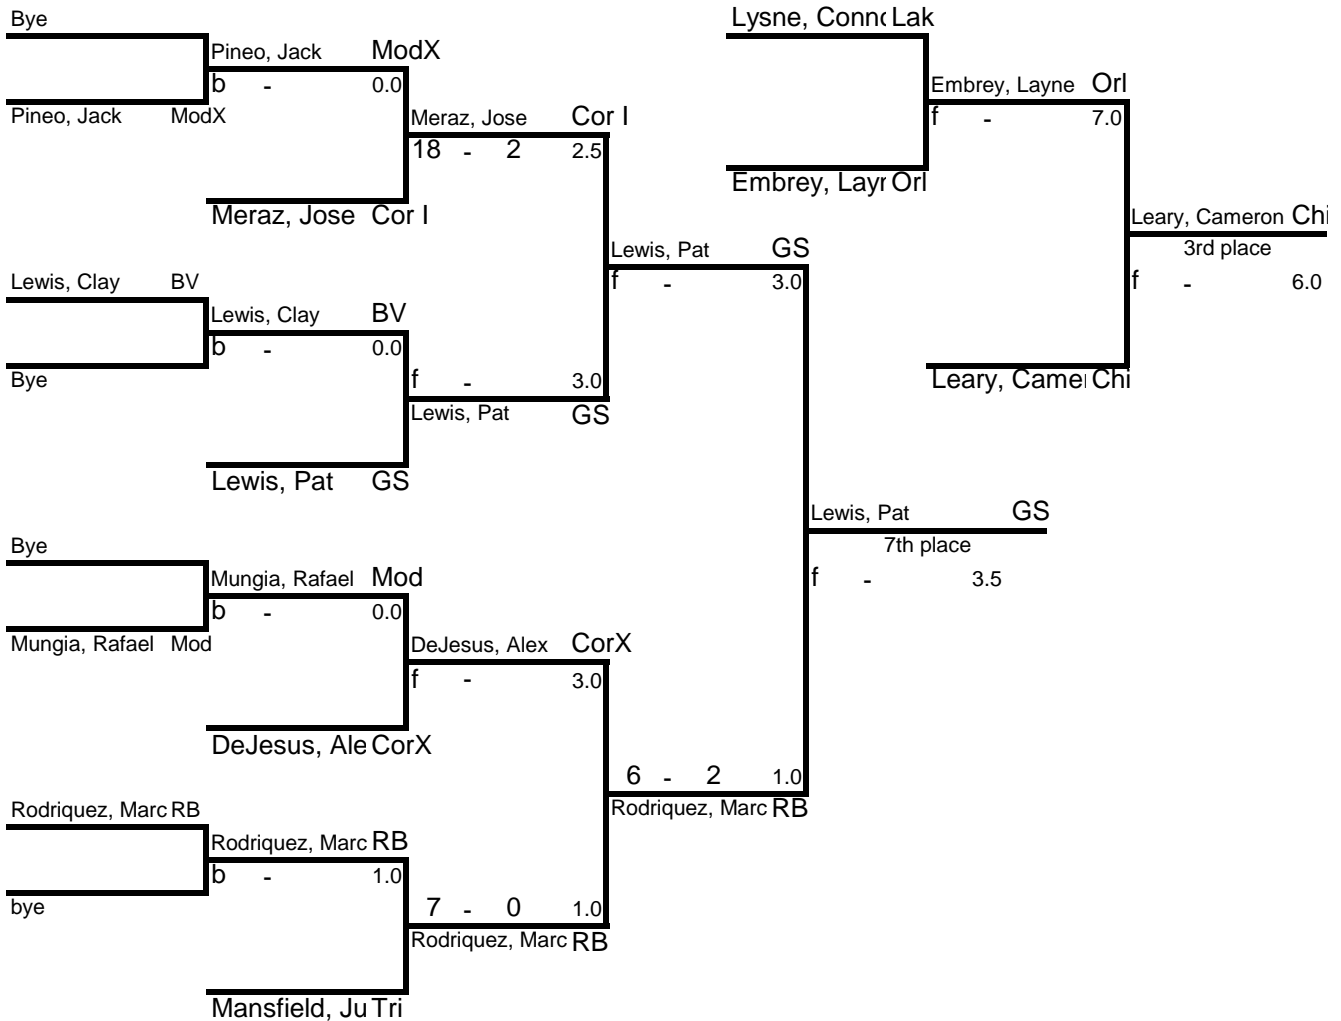 Bye
Pineo, Jack ModX
b - 0.0
Pineo, Jack ModX
Meraz, Jose Cor I
18 - 2 2.5
Meraz, Jose Cor I
Lewis, Clay BV
Lewis, Clay BV
b - 0.0
Bye
f - 3.0
Lewis, Pat GS
Lewis, Pat GS
Lewis, Pat GS
f - 3.0
Bye
Mungia, Rafael Mod
b - 0.0
Mungia, Rafael Mod
DeJesus, Alex CorX
f - 3.0
DeJesus, Ale CorX
Rodriquez, Marc RB
Rodriquez, Marc RB
b - 1.0
bye
7 - 0 1.0
Rodriquez, Marc RB
Mansfield, Ju Tri
6 - 2 1.0
Rodriquez, Marc RB
Lewis, Pat GS
7th place
f - 3.5
Lysne, Conn Lak
Embrey, Layne Orl
f - 7.0
Embrey, Layr Orl
Leary, Cameron Chi
3rd place
f - 6.0
Leary, Camei Chi